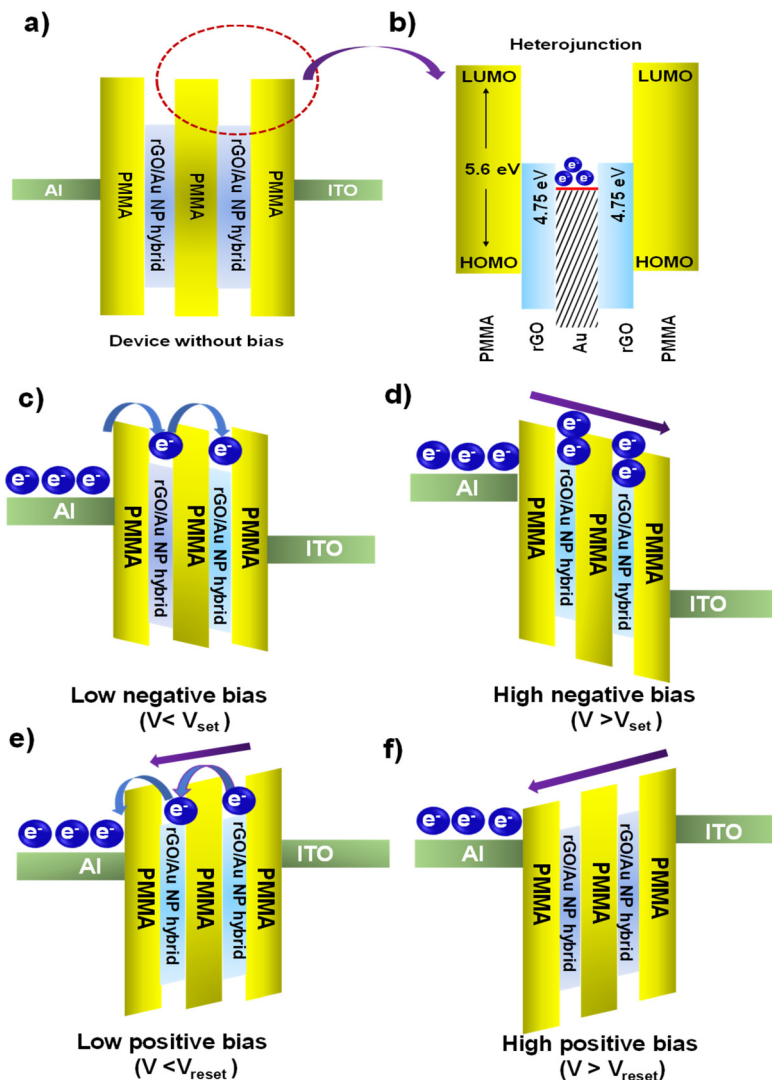 a)
PMMA
rGO/Au NP hybrid
PMMA
rGO/Au NP hybrid
PMMA
Al
ITO
Device without bias
b)
Heterojunction
LUMO
LUMO
5.6 eV
4.75 eV
e-
e-
e-
4.75 eV
HOMO
HOMO
PMMA
rGO
Au
rGO
PMMA
c)
e-
e-
e- e- e-
Al
PMMA
rGO/Au NP hybrid
PMMA
rGO/Au NP hybrid
PMMA
ITO
Low negative bias
(V< Vset )
d)
e-
e-
e-
e-
e- e- e-
Al
PMMA
rGO/Au NP hybrid
PMMA
rGO/Au NP hybrid
PMMA
ITO
High negative bias
(V >Vset)
e)
e-
e-
e- e- e-
Al
PMMA
rGO/Au NP hybrid
PMMA
rGO/Au NP hybrid
PMMA
ITO
Low positive bias
(V <Vreset)
f)
e- e- e-
Al
PMMA
rGO/Au NP hybrid
PMMA
rGO/Au NP hybrid
PMMA
ITO
High positive bias
(V > Vreset)